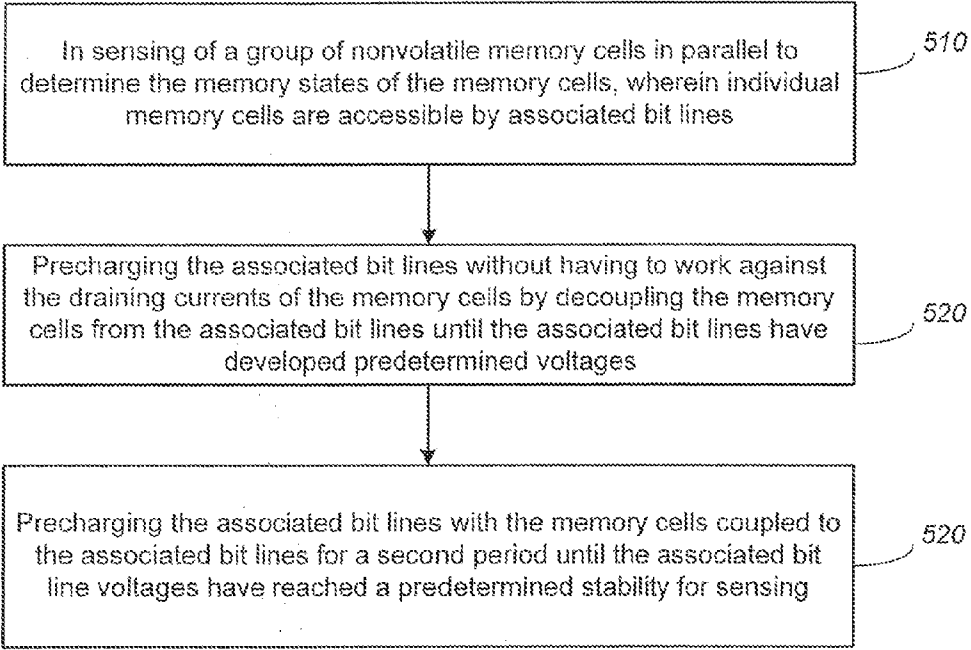 In sensing of a group of nonvolatile memory cells in parallel to
determine the memory states of the memory cells, wherein individual
memory cells are accessible by associated bit lines
510
Precharging the associated bit lines without having to work against
the draining currents of the memory cells by decoupling the memory
cells from the associated bit lines until the associated bit lines have
developed predetermined voltages
520
Precharging the associated bit lines with the memory cells coupled to
the associated bit lines for a second period until the associated bit
line voltages have reached a predetermined stability for sensing
520